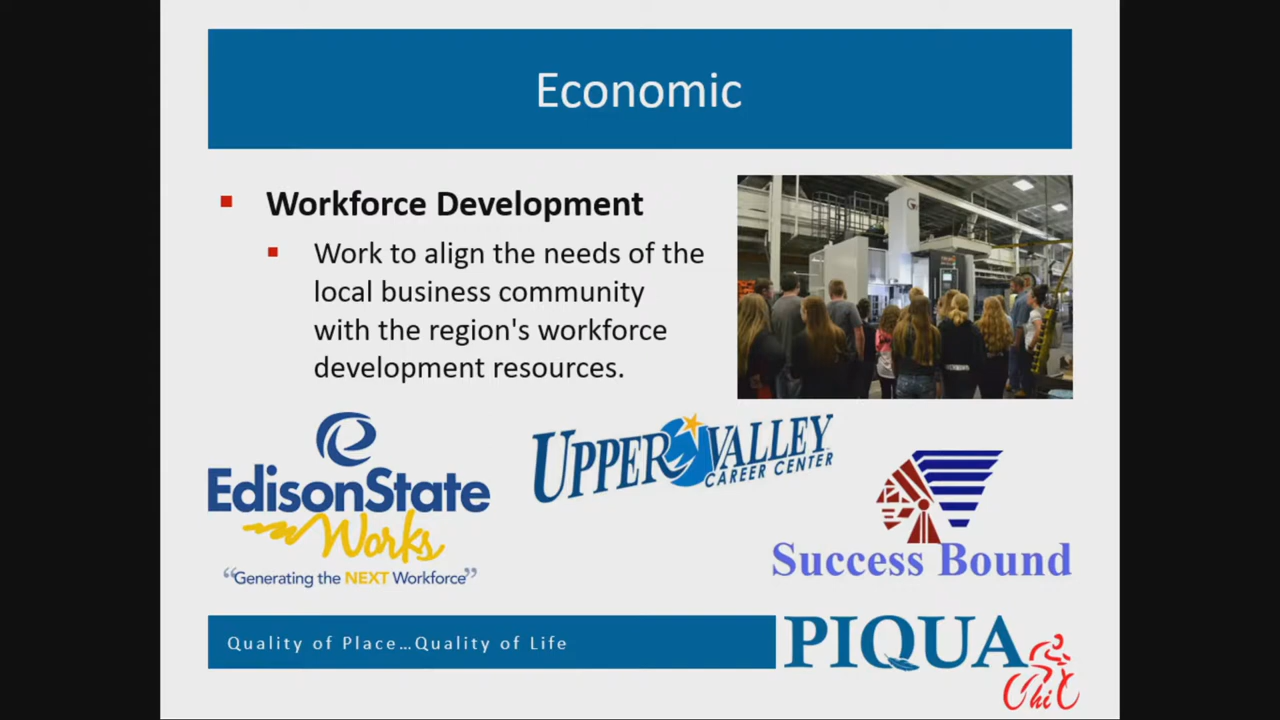 Economic
Workforce Development
Work to align the needs of the
local business community
with the region's workforce
development resources.
EdisonState
Works
“Generating the NEXT Workforce”
UPPER VALLEY
CAREER CENTER
Success Bound
Quality of Place…Quality of Life
PIQUA
Ohio